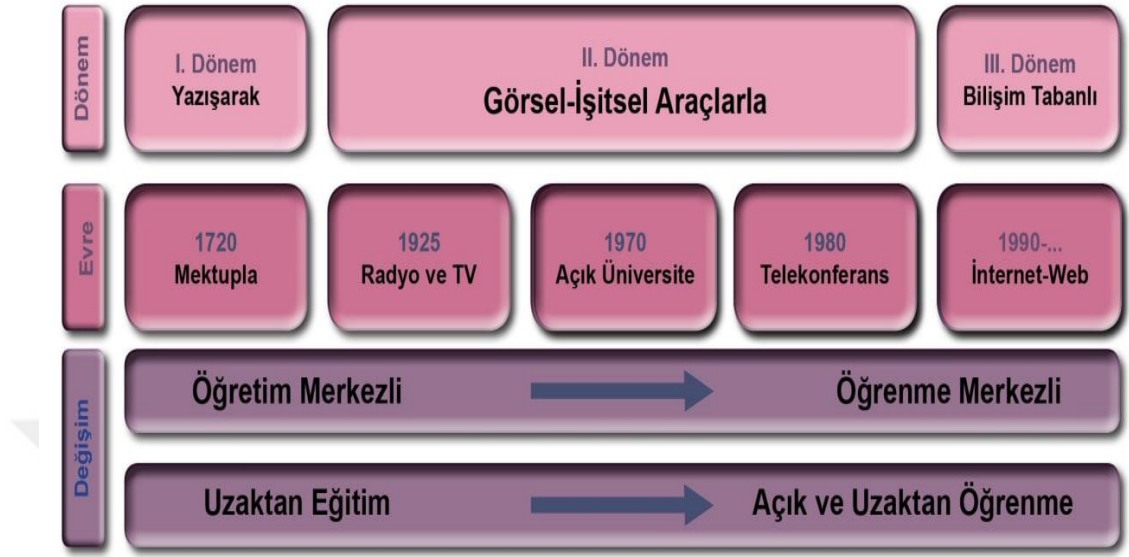 Dönem
I. Dönem
Yazışarak
II. Dönem
Görsel-İşitsel Araçlarla
III. Dönem
Bilişim Tabanlı
Evre
1720
Mektupla
1925
Radyo ve TV
1970
Açık Üniversite
1980
Telekonferans
1990-...
İnternet-Web
Değişim
Öğretim Merkezli
Öğrenme Merkezli
Uzaktan Eğitim
Açık ve Uzaktan Öğrenme